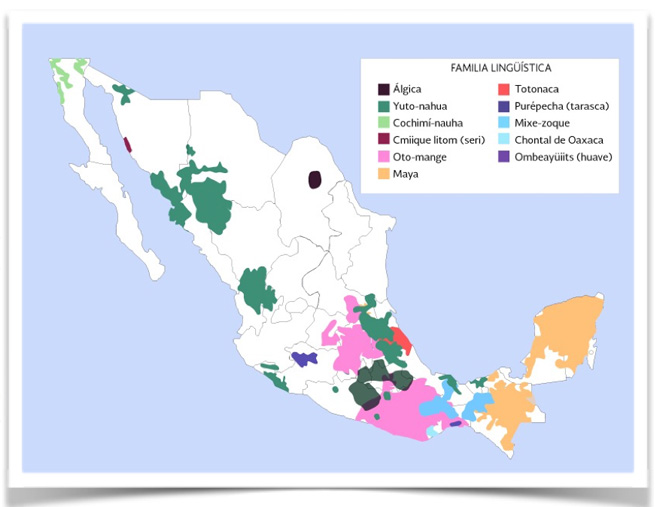 FAMILIA LINGÜÍSTICA
Álgica
Yuto-nahua
Cochimí-nauha
Cmiique litom (seri)
Oto-mange
Maya
Totonaca
Purépecha (tarasca)
Mixe-zoque
Chontal de Oaxaca
Ombeayüiits (huave)